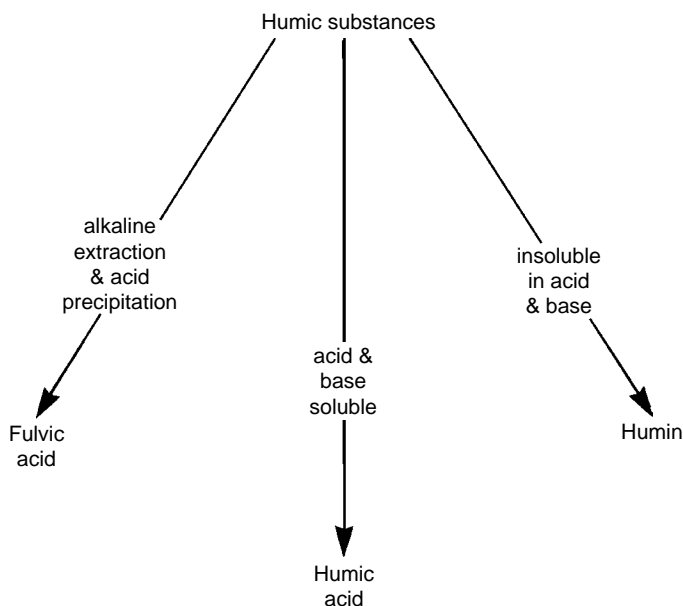 Humic substances
alkaline
extraction
& acid
precipitation
insoluble
in acid
& base
acid &
base
soluble
Fulvic
acid
Humin
Humic
acid